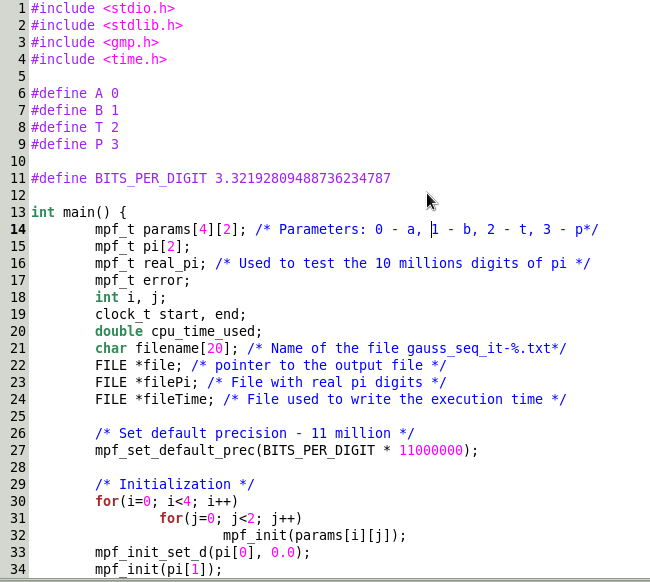 1 #include <stdio.h>
2 #include <stdlib.h>
3 #include <gmp.h>
4 #include <time.h>
5
6 #define A 0
7 #define B 1
8 #define T 2
9 #define P 3
10
11 #define BITS_PER_DIGIT 3.32192809488736234787
12
13 int main() {
14 mpf_t params[4][2]; /* Parameters: 0 - a, 1 - b, 2 - t, 3 - p*/
15 mpf_t pi[2];
16 mpf_t real_pi; /* Used to test the 10 millions digits of pi */
17 mpf_t error;
18 int i, j;
19 clock_t start, end;
20 double cpu_time_used;
21 char filename[20]; /* Name of the file gauss_seq_it-%.txt*/
22 FILE *file; /* pointer to the output file */
23 FILE *filePi; /* File with real pi digits */
24 FILE *fileTime; /* File used to write the execution time */
25
26 /* Set default precision - 11 million */
27 mpf_set_default_prec(BITS_PER_DIGIT * 11000000);
28
29 /* Initialization */
30 for(i=0; i<4; i++)
31 for(j=0; j<2; j++)
32 mpf_init(params[i][j]);
33 mpf_init_set_d(pi[0], 0.0);
34 mpf_init(pi[1]);